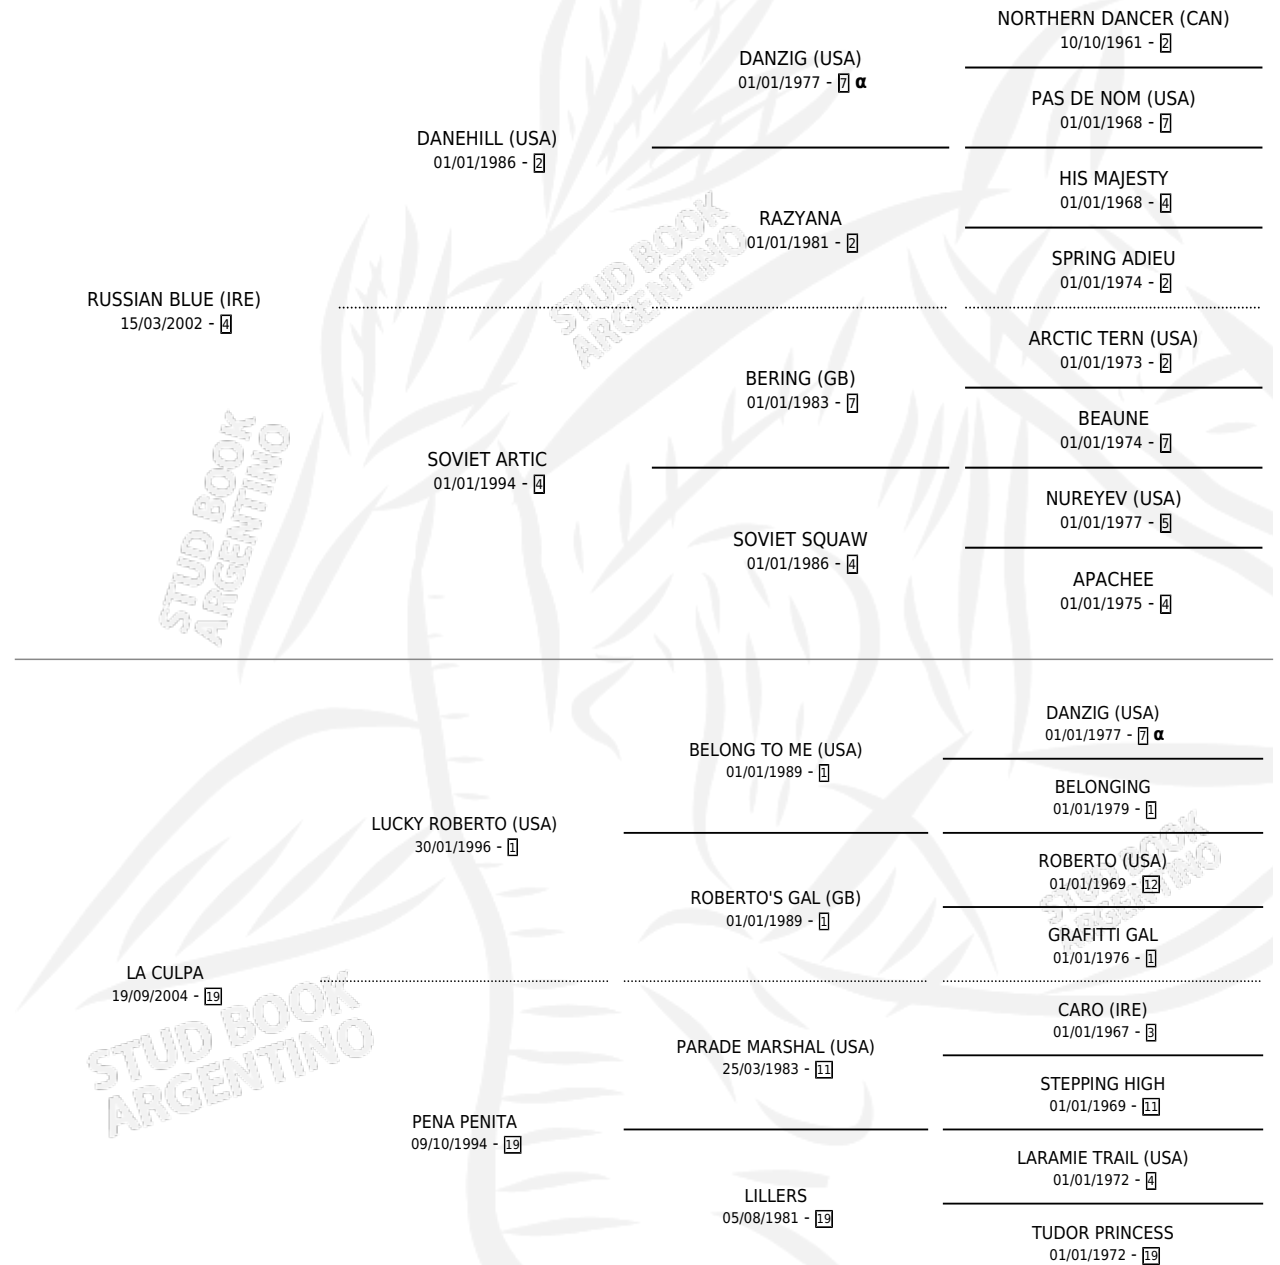 NORTHERN DANCER (CAN)
10/10/1961 - 2
DANZIG (USA)
01/01/1977 - 7 α
PAS DE NOM (USA)
01/01/1968 - 7
DANEHILL (USA)
01/01/1986 - 2
HIS MAJESTY
01/01/1968 - 4
RAZYANA
01/01/1981 - 2
SPRING ADIEU
01/01/1974 - 2
RUSSIAN BLUE (IRE)
15/03/2002 - 4
ARCTIC TERN (USA)
01/01/1973 - 2
BERING (GB)
01/01/1983 - 7
BEAUNE
01/01/1974 - 7
SOVIET ARTIC
01/01/1994 - 4
NUREYEV (USA)
01/01/1977 - 5
SOVIET SQUAW
01/01/1986 - 4
APACHEE
01/01/1975 - 4
DANZIG (USA)
01/01/1977 - 7 α
BELONG TO ME (USA)
01/01/1989 - 1
BELONGING
01/01/1979 - 1
LUCKY ROBERTO (USA)
30/01/1996 - 1
ROBERTO (USA)
01/01/1969 - 12
ROBERTO'S GAL (GB)
01/01/1989 - 1
GRAFITTI GAL
01/01/1976 - 1
LA CULPA
19/09/2004 - 19
CARO (IRE)
01/01/1967 - 3
PARADE MARSHAL (USA)
25/03/1983 - 11
STEPPING HIGH
01/01/1969 - 11
PENA PENITA
09/10/1994 - 19
LARAMIE TRAIL (USA)
01/01/1972 - 4
LILLERS
05/08/1981 - 19
TUDOR PRINCESS
01/01/1972 - 19
STUD BOOK
ARGENTINO
STUD BOOK
ARGENTINO
STUD BOOK
ARGENTINO
STUD BOOK
ARGENTINO